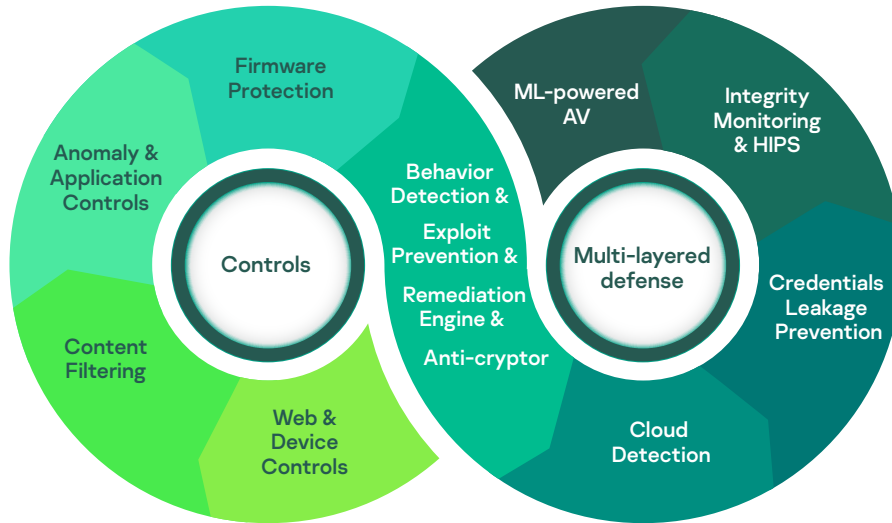 Firmware
Protection
Anomaly &
Application
Controls
Controls
Content
Filtering
Web &
Device
Controls
Behavior
Detection &
Exploit
Prevention &
Remediation
Engine &
Anti-cryptor
ML-powered
AV
Integrity
Monitoring
& HIPS
Multi-layered
defense
Credentials
Leakage
Prevention
Cloud
Detection